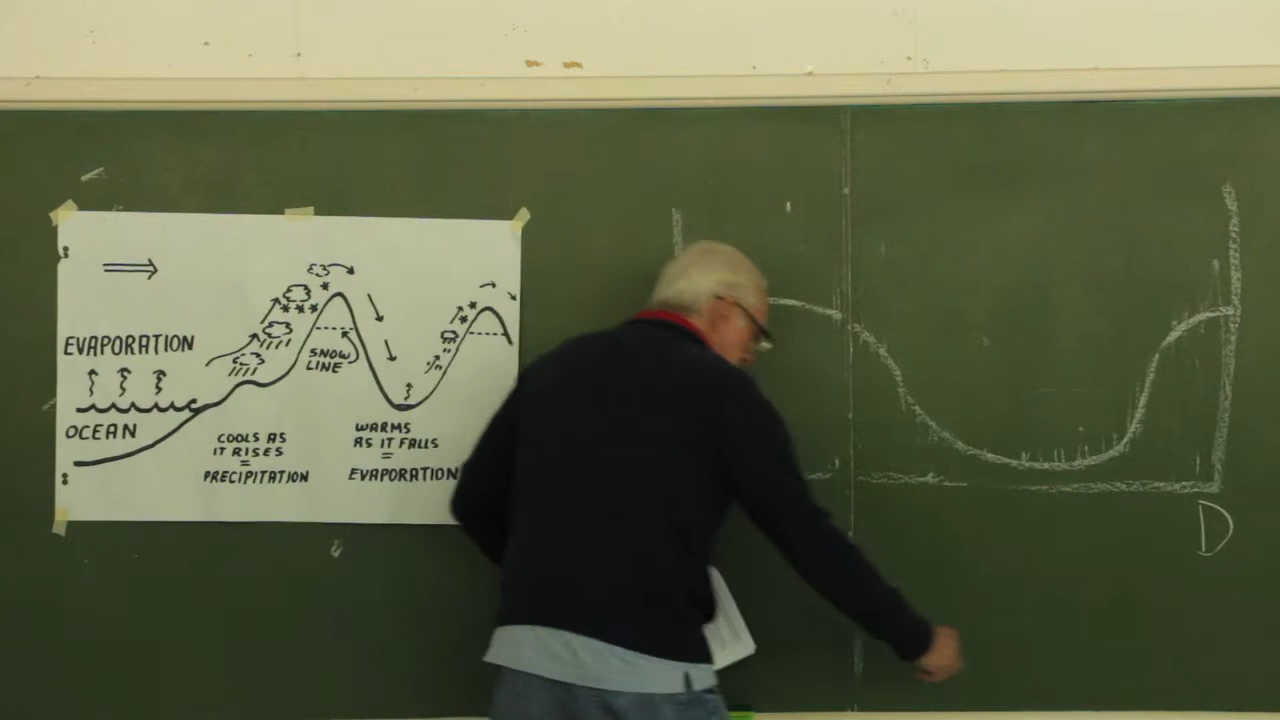 EVAPORATION
OCEAN
SNOW
LINE
COOLS AS
IT RISES
=
PRECIPITATION
WARMS
AS IT FALLS
=
EVAPORATION
D